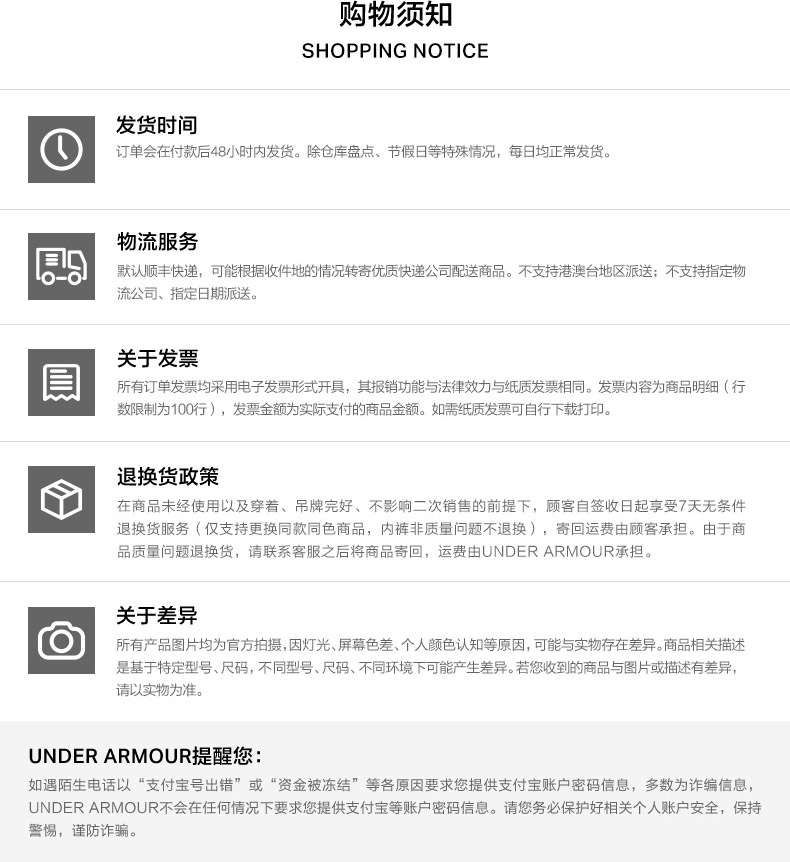 购物须知
SHOPPING NOTICE
发货时间
订单会在付款后48小时内发货。除仓库盘点、节假日等特殊情况，每日均正常发货。
物流服务
默认顺丰快递，可能根据收件地的情况转寄优质快递公司配送商品。不支持港澳台地区派送；不支持指定物
流公司、指定日期派送。
关于发票
所有订单发票均采用电子发票形式开具，其报销功能与法律效力与纸质发票相同。发票内容为商品明细（行
数限制为100行），发票金额为实际支付的商品金额。如需纸质发票可自行下载打印。
退换货政策
在商品未经使用以及穿着、吊牌完好、不影响二次销售的前提下，顾客自签收日起享受7天无条件
退换货服务（仅支持更换同款同色商品，内裤非质量问题不退换），寄回运费由顾客承担。由于商
品质量问题退换货，请联系客服之后将商品寄回，运费由UNDER ARMOUR承担。
关于差异
所有产品图片均为官方拍摄，因灯光、屏幕色差、个人颜色认知等原因，可能与实物存在差异。商品相关描述
是基于特定型号、尺码，不同型号、尺码、不同环境下可能产生差异。若您收到的商品与图片或描述有差异，
请以实物为准。
UNDER ARMOUR提醒您：
如遇陌生电话以“支付宝号出错”或“资金被冻结”等各原因要求您提供支付宝账户密码信息，多数为诈编信息，
UNDER ARMOUR不会在任何情况下要求您提供支付宝等账户密码信息。请您务必保护好相关个人账户安全，保持
警惕，谨防诈骗。